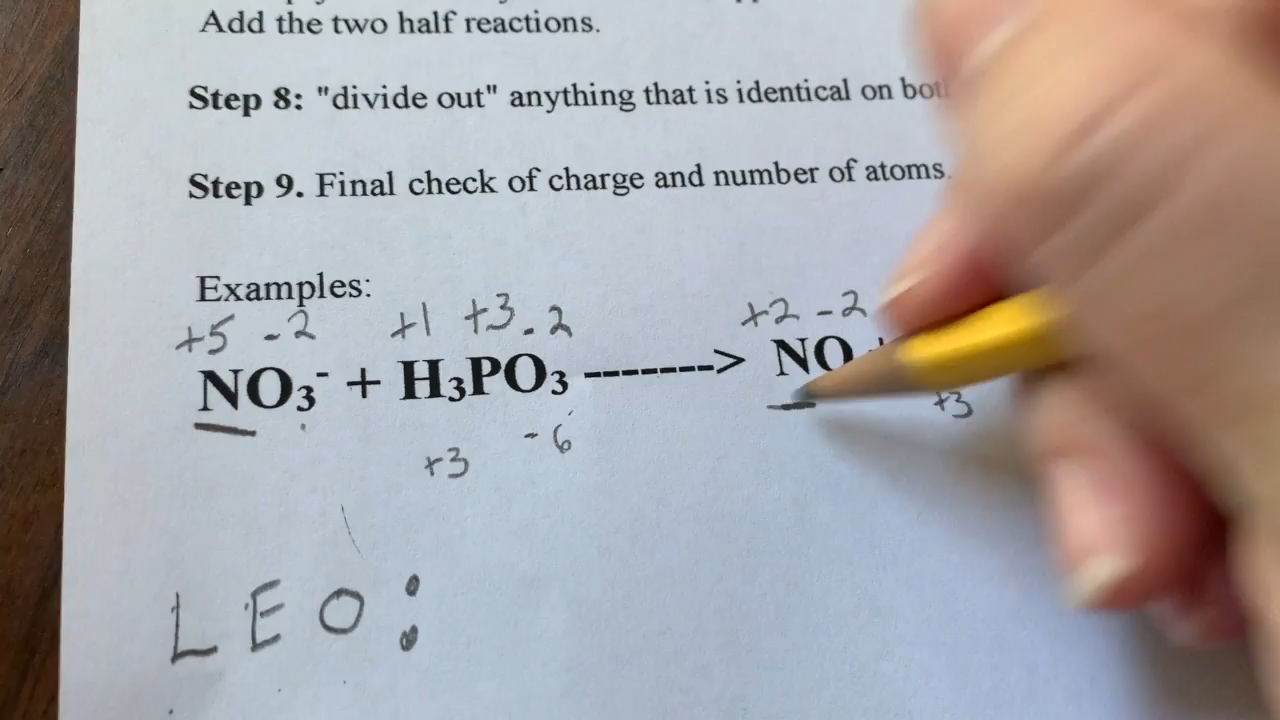 Add the two half reactions.
Step 8: "divide out" anything that is identical on
Step 9. Final check of charge and number of atoms.
Examples:
+5 -2 +1 +3 -2 +2 -2
NO₃⁻ + H₃PO₃ -------> NO
+3 -6 +3
LEO: